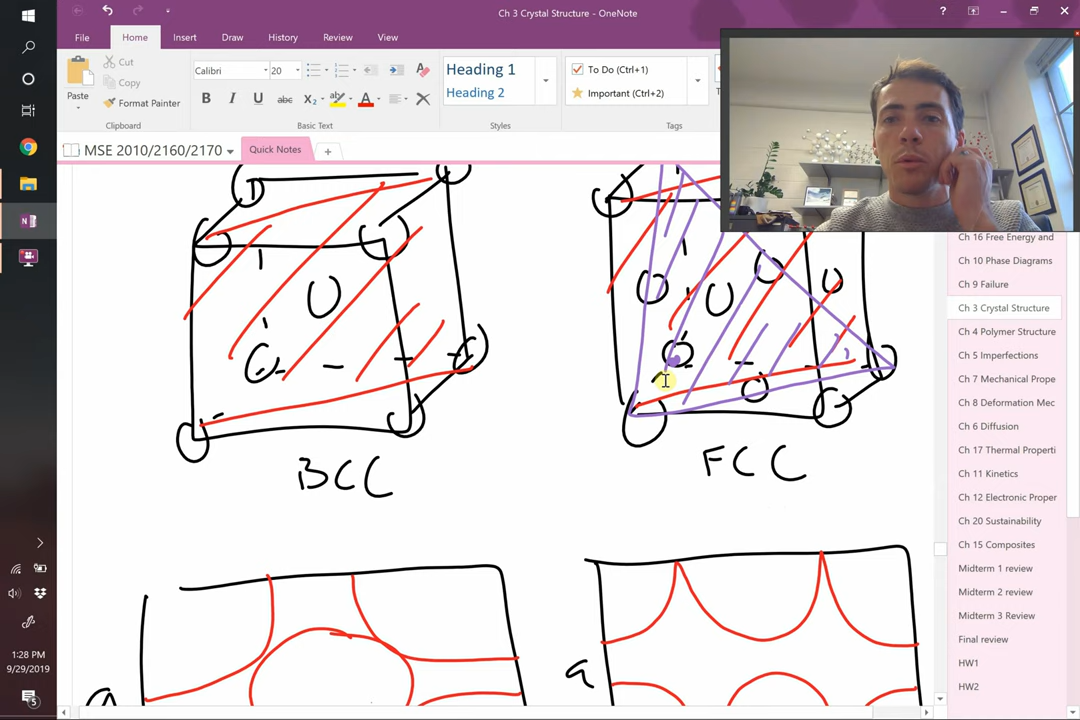 Ch 3 Crystal Structure - OneNote
File Home Insert Draw History Review View
Paste
Cut
Copy
Format Painter
Clipboard
Calibri 20
B I U abc X₂ A
Basic Text
Heading 1
Heading 2
Styles
To Do (Ctrl+1)
Important (Ctrl+2)
Tags
MSE 2010/2160/2170
Quick Notes
BCC
FCC
a
a
Ch 16 Free Energy and
Ch 10 Phase Diagrams
Ch 9 Failure
Ch 3 Crystal Structure
Ch 4 Polymer Structure
Ch 5 Imperfections
Ch 7 Mechanical Prope
Ch 8 Deformation Mec
Ch 6 Diffusion
Ch 17 Thermal Properti
Ch 11 Kinetics
Ch 12 Electronic Proper
Ch 20 Sustainability
Ch 15 Composites
Midterm 1 review
Midterm 2 review
Midterm 3 Review
Final review
HW1
HW2
1:28 PM
9/29/2019
5